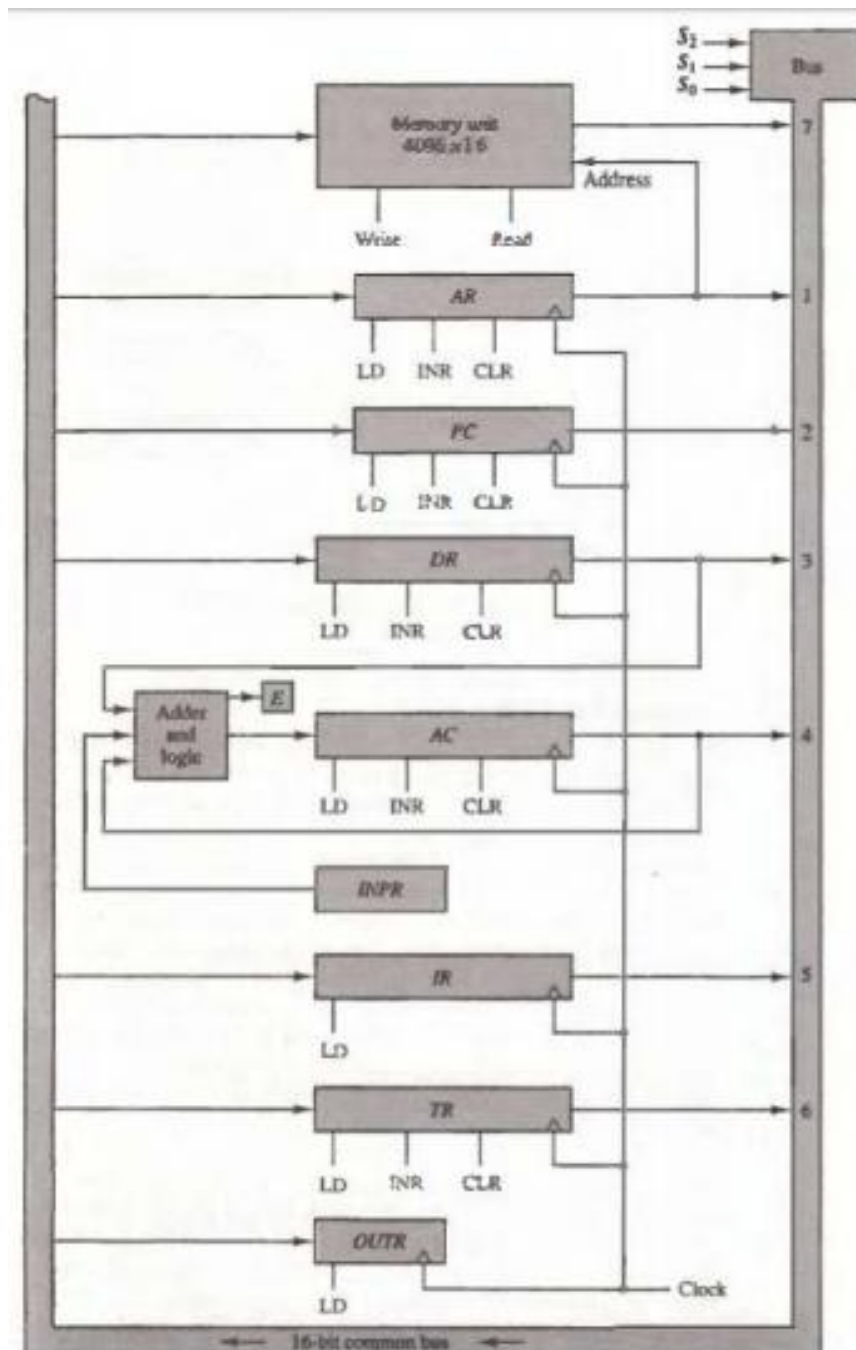 S2
S1
S0
Bus
Memory unit
4096 x 16
7
Address
Write
Read
AR
1
LD INR CLR
PC
2
LD INR CLR
DR
3
LD INR CLR
E
Adder
and
logic
AC
4
LD INR CLR
INPR
IR
5
LD
TR
6
LD INR CLR
OUTR
LD
Clock
16-bit common bus